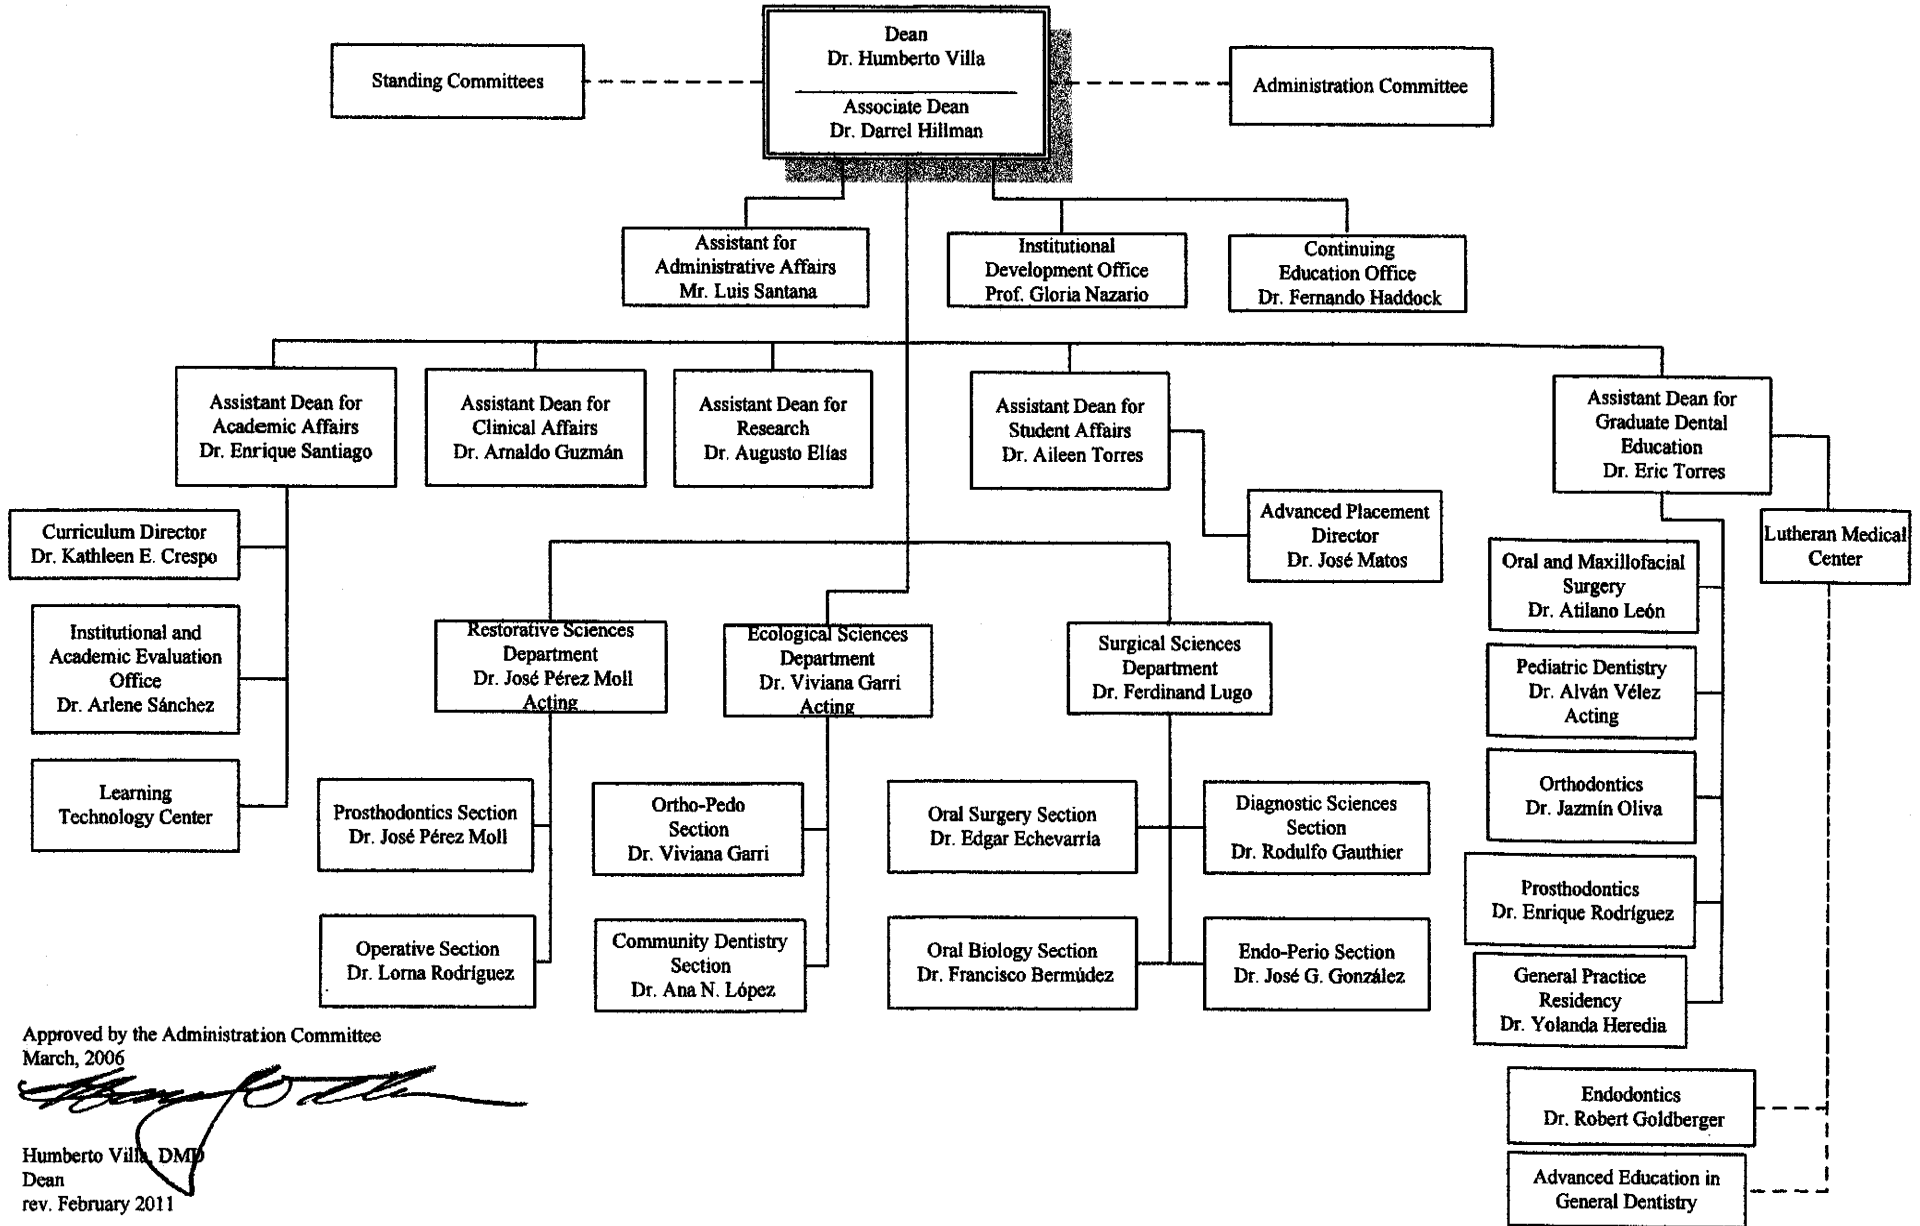 Dean
Dr. Humberto Villa
Associate Dean
Dr. Darrel Hillman
Standing Committees
Administration Committee
Assistant for
Administrative Affairs
Mr. Luis Santana
Institutional
Development Office
Prof. Gloria Nazario
Continuing
Education Office
Dr. Fernando Haddock
Assistant Dean for
Academic Affairs
Dr. Enrique Santiago
Assistant Dean for
Clinical Affairs
Dr. Arnaldo Guzmán
Assistant Dean for
Research
Dr. Augusto Elías
Assistant Dean for
Student Affairs
Dr. Aileen Torres
Assistant Dean for
Graduate Dental
Education
Dr. Eric Torres
Curriculum Director
Dr. Kathleen E. Crespo
Institutional and
Academic Evaluation
Office
Dr. Arlene Sánchez
Learning
Technology Center
Advanced Placement
Director
Dr. José Matos
Lutheran Medical
Center
Restorative Sciences
Department
Dr. José Pérez Moll
Acting
Ecological Sciences
Department
Dr. Viviana Garri
Acting
Surgical Sciences
Department
Dr. Ferdinand Lugo
Oral and Maxillofacial
Surgery
Dr. Atilano León
Pediatric Dentistry
Dr. Alván Vélez
Acting
Orthodontics
Dr. Jazmín Oliva
Prosthodontics
Dr. Enrique Rodríguez
General Practice
Residency
Dr. Yolanda Heredia
Prosthodontics Section
Dr. José Pérez Moll
Ortho-Pedo
Section
Dr. Viviana Garri
Oral Surgery Section
Dr. Edgar Echevarría
Diagnostic Sciences
Section
Dr. Rodulfo Gauthier
Operative Section
Dr. Lorna Rodríguez
Community Dentistry
Section
Dr. Ana N. López
Oral Biology Section
Dr. Francisco Bermúdez
Endo-Perio Section
Dr. José G. González
Endodontics
Dr. Robert Goldberger
Advanced Education in
General Dentistry
Approved by the Administration Committee
March, 2006
Humberto Villa, DMD
Dean
rev. February 2011